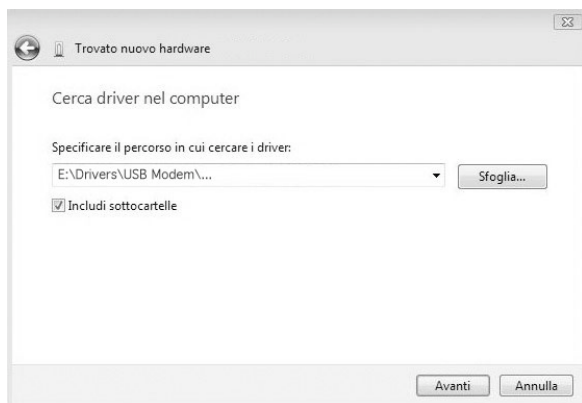 Trovato nuovo hardware
Cerca driver nel computer
Specificare il percorso in cui cercare i driver:
E:\Drivers\USB Modem\...
Sfoglia...
Includi sottocartelle
Avanti
Annulla